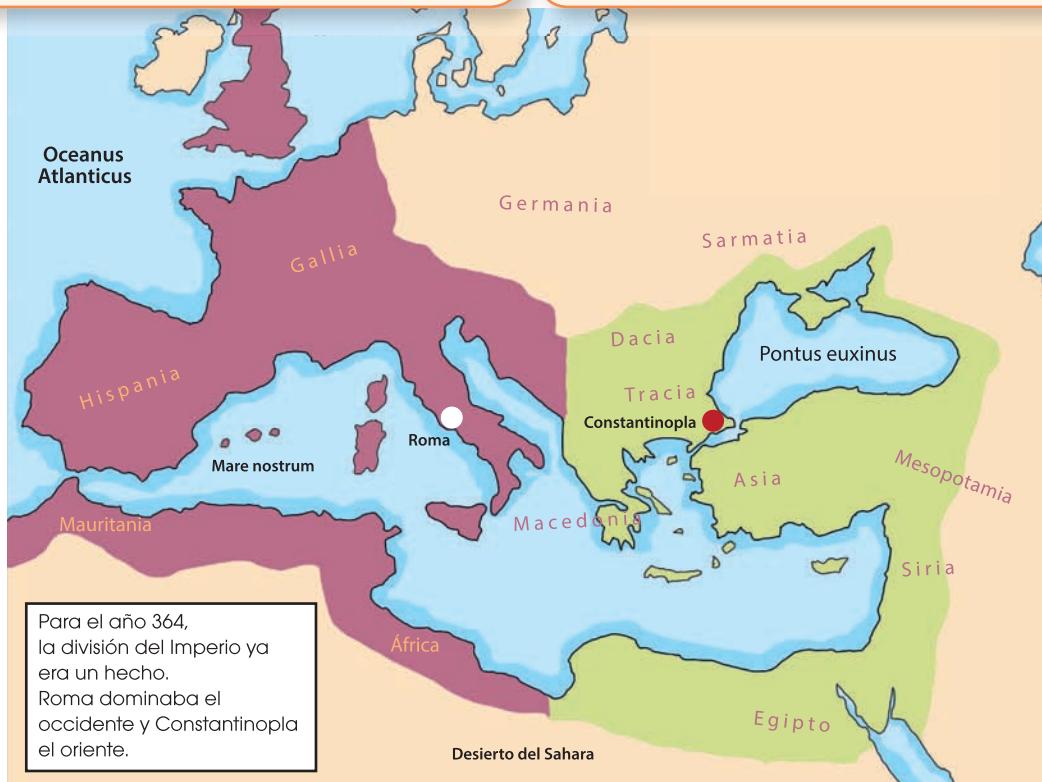 Oceanus
Atlanticus
Germania
Sarmatia
Gallia
Dacia
Pontus euxinus
Hispania
Tracia
Constantinopla
Roma
Mare nostrum
Asia
Mesopotamia
Mauritania
Macedonia
Siria
África
Para el año 364,
la división del Imperio ya
era un hecho.
Roma dominaba el
occidente y Constantinopla
el oriente.
Egipto
Desierto del Sahara